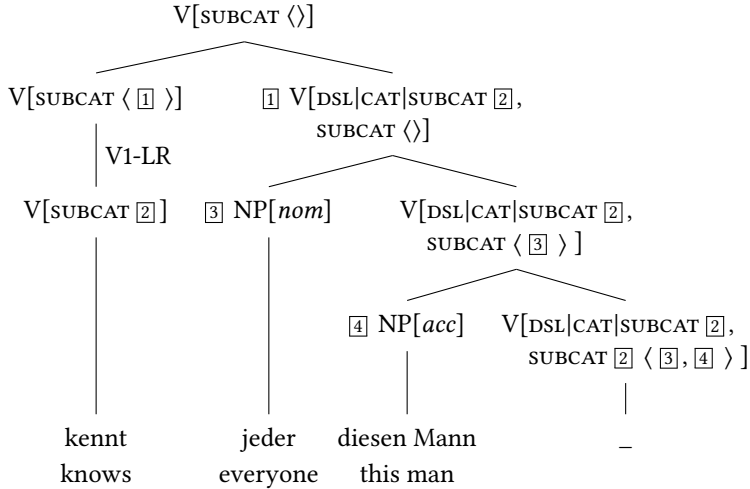 V[SUBCAT ⟨⟩]
V[SUBCAT ⟨ 1 ⟩] 1 V[DSL|CAT|SUBCAT 2,
SUBCAT ⟨⟩]
V1-LR
V[SUBCAT 2] 3 NP[nom] V[DSL|CAT|SUBCAT 2,
SUBCAT ⟨ 3 ⟩ ]
4 NP[acc] V[DSL|CAT|SUBCAT 2,
SUBCAT 2 ⟨ 3, 4 ⟩ ]
kennt jeder diesen Mann _
knows everyone this man